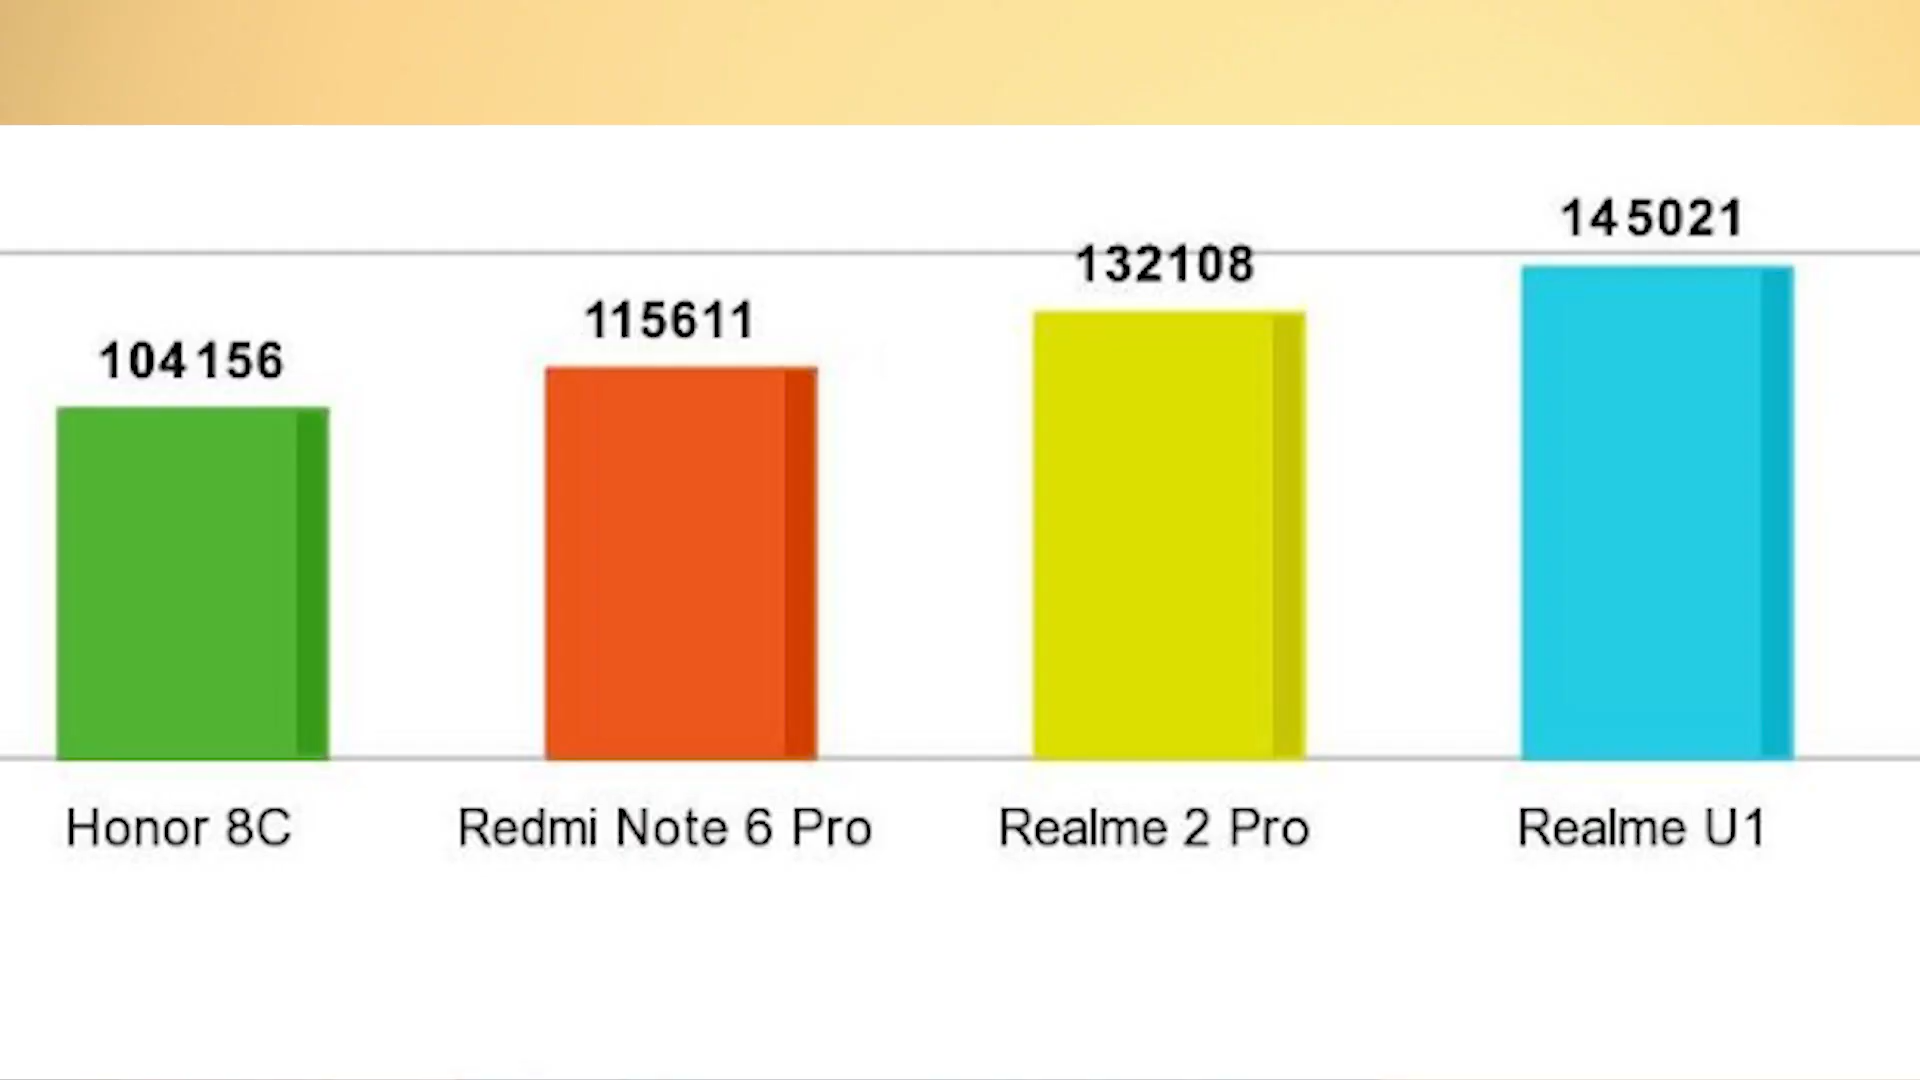 145021
132108
115611
104156
Honor 8C
Redmi Note 6 Pro
Realme 2 Pro
Realme U1